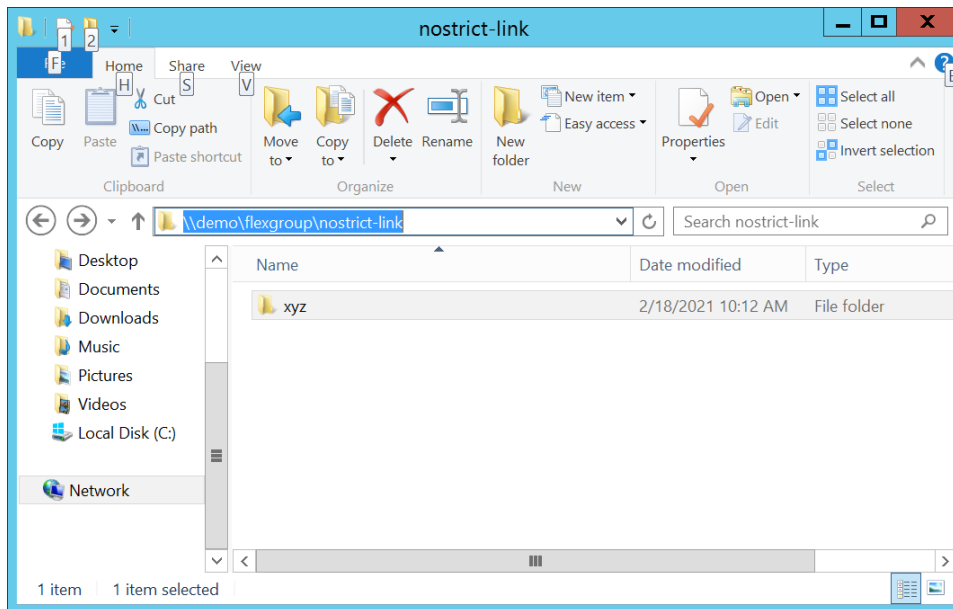 nostrict-link
1
2
F
Home
Share
View
H
S
V
E
Copy
Paste
Cut
W... Copy path
Paste shortcut
Clipboard
Move to
Copy to
Delete
Rename
Organize
New folder
New item
Easy access
New
Properties
Open
Edit
Open
Select all
Select none
Invert selection
Select
\\demo\flexgroup\nostrict-link
Search nostrict-link
Desktop
Documents
Downloads
Music
Pictures
Videos
Local Disk (C:)
Network
Name
Date modified
Type
xyz
2/18/2021 10:12 AM
File folder
1 item
1 item selected